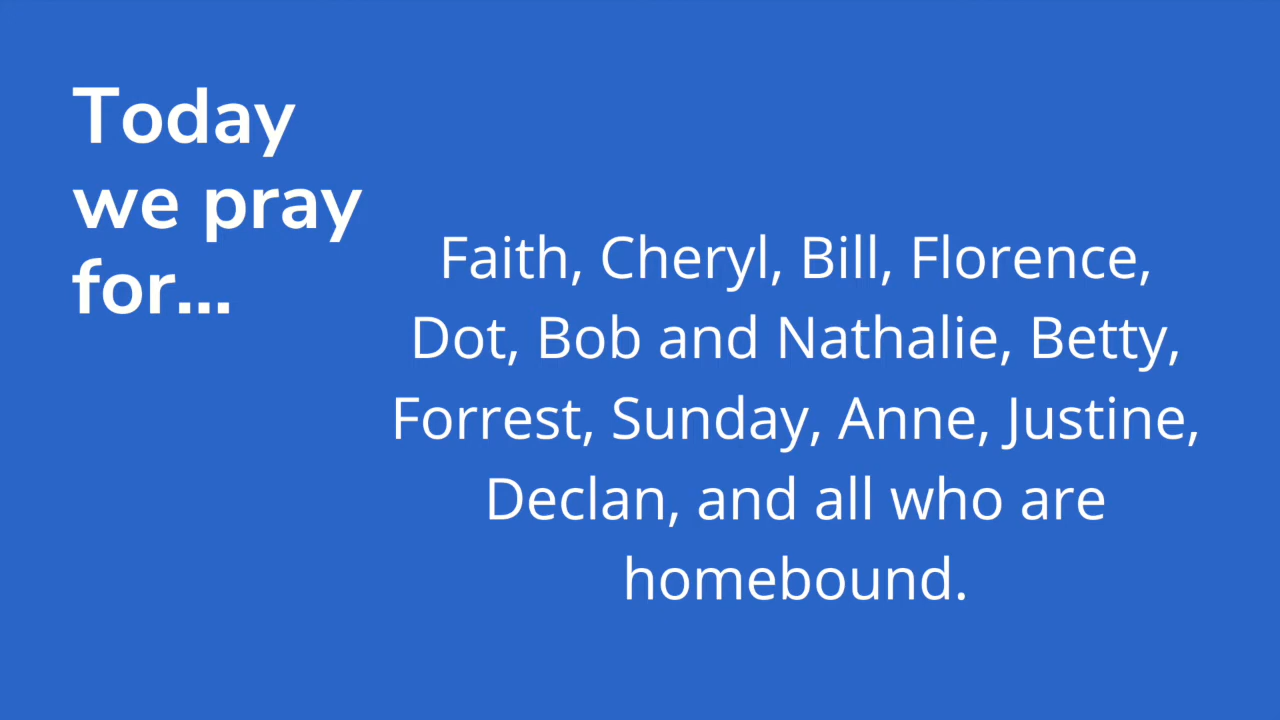 Today
we pray
for...
Faith, Cheryl, Bill, Florence,
Dot, Bob and Nathalie, Betty,
Forrest, Sunday, Anne, Justine,
Declan, and all who are
homebound.